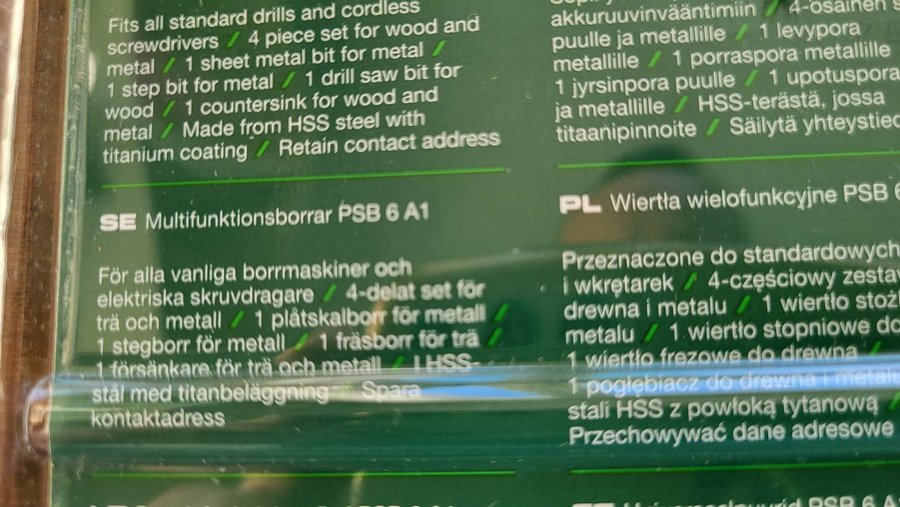 Fits all standard drills and cordless
screwdrivers / 4 piece set for wood and
metal / 1 sheet metal bit for metal /
1 step bit for metal / 1 drill saw bit for
wood / 1 countersink for wood and
metal / Made from HSS steel with
titanium coating / Retain contact address
akkuruuvinvääntimiin / 4-osainen
puulle ja metallille / 1 levypora
metallille / 1 porraspora metallille
1 jyrsinpora puulle / 1 upotuspora
ja metallille / HSS-terästä, jossa
titaanipinnoite / Säilytä
SE Multifunktionsborrar PSB 6 A1
För alla vanliga borrmaskiner och
elektriska skruvdragare / 4-delat set för
trä och metall / 1 plåtskalborr för metall /
1 stegborr för metall / 1 fräsborr för trä /
1 försänkare för trä och metall / I HSS-
stål med titanbeläggning / Spara
kontaktadress
PL Wiertła wielofunkcyjne PSB 6
Przeznaczone do standardowych
i wkrętarek / 4-częściowy
drewna i metalu / 1 wiertło
metalu / 1 wiertło stopniowe do
1 wiertło frezowe do drewna /
1 pogłębiacz do drewna i metalu
stali HSS z powłoką tytanową /
Przechowywać dane adresowe
PSB 6